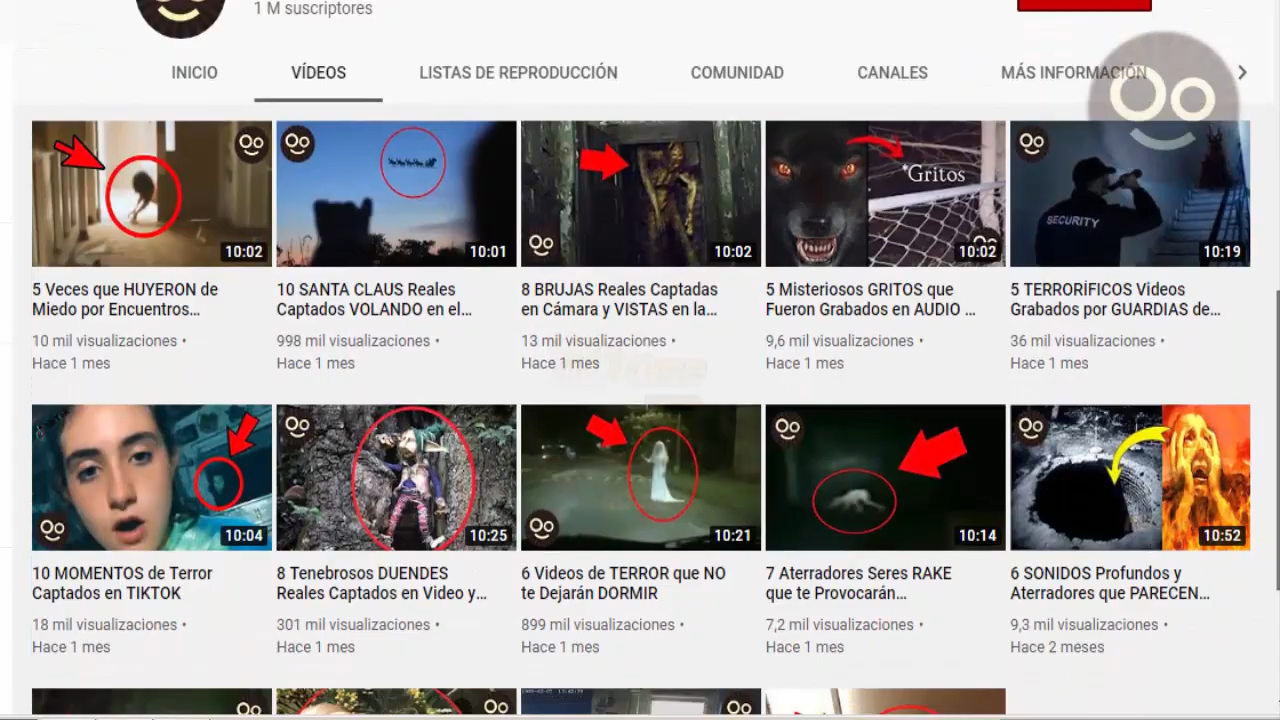 1 M suscriptores
INICIO
VÍDEOS
LISTAS DE REPRODUCCIÓN
COMUNIDAD
CANALES
MÁS INFORMACIÓN
10:02
10:01
10:02
"Gritos
10:02
SECURITY
10:19
5 Veces que HUYERON de
Miedo por Encuentros...
10 mil visualizaciones •
Hace 1 mes
10 SANTA CLAUS Reales
Captados VOLANDO en el...
998 mil visualizaciones •
Hace 1 mes
8 BRUJAS Reales Captadas
en Cámara y VISTAS en la...
13 mil visualizaciones •
Hace 1 mes
5 Misteriosos GRITOS que
Fueron Grabados en AUDIO ...
9,6 mil visualizaciones •
Hace 1 mes
5 TERRORÍFICOS Videos
Grabados por GUARDIAS de...
36 mil visualizaciones •
Hace 1 mes
10:04
10:25
10:21
10:14
10:52
10 MOMENTOS de Terror
Captados en TIKTOK
18 mil visualizaciones •
Hace 1 mes
8 Tenebrosos DUENDES
Reales Captados en Video y...
301 mil visualizaciones •
Hace 1 mes
6 Videos de TERROR que NO
te Dejarán DORMIR
899 mil visualizaciones •
Hace 1 mes
7 Aterradores Seres RAKE
que te Provocarán...
7,2 mil visualizaciones •
Hace 1 mes
6 SONIDOS Profundos y
Aterradores que PARECEN...
9,3 mil visualizaciones •
Hace 2 meses